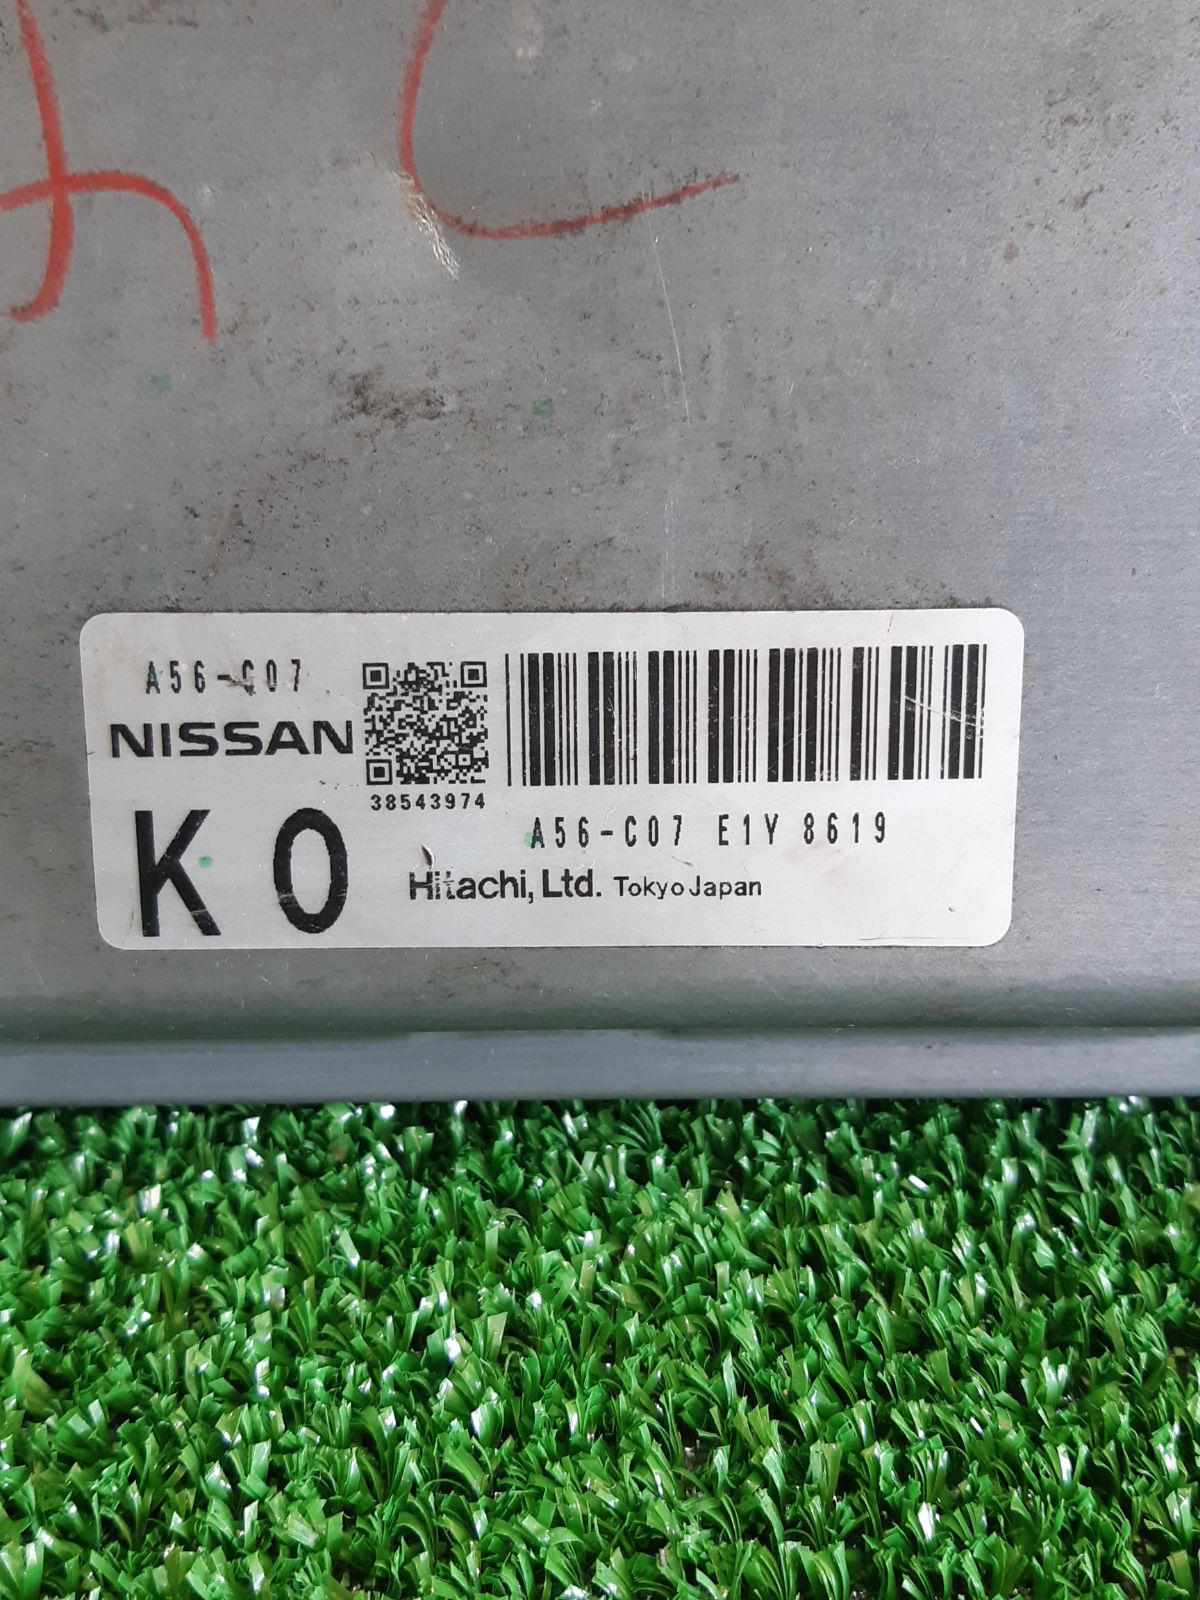 A56-C07
NISSAN
38543974
K 0
A56-C07 E1Y 8619
Hitachi, Ltd. Tokyo Japan